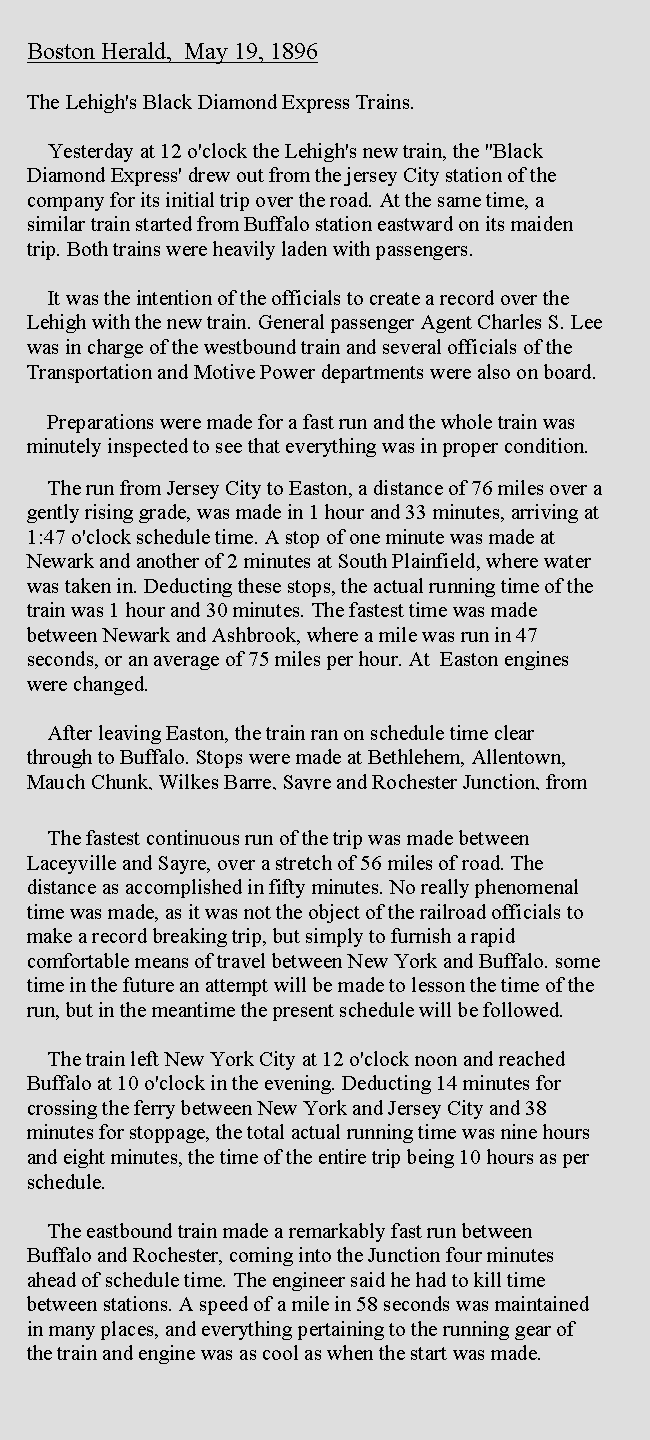 Boston Herald,  May 19, 1896
The Lehigh's Black Diamond Express Trains.
Yesterday at 12 o'clock the Lehigh's new train, the "Black
Diamond Express' drew out from the jersey City station of the
company for its initial trip over the road. At the same time, a
similar train started from Buffalo station eastward on its maiden
trip. Both trains were heavily laden with passengers.
It was the intention of the officials to create a record over the
Lehigh with the new train. General passenger Agent Charles S. Lee
was in charge of the westbound train and several officials of the
Transportation and Motive Power departments were also on board.
Preparations were made for a fast run and the whole train was
minutely inspected to see that everything was in proper condition.
The run from Jersey City to Easton, a distance of 76 miles over a
gently rising grade, was made in 1 hour and 33 minutes, arriving at
1:47 o'clock schedule time. A stop of one minute was made at
Newark and another of 2 minutes at South Plainfield, where water
was taken in. Deducting these stops, the actual running time of the
train was 1 hour and 30 minutes. The fastest time was made
between Newark and Ashbrook, where a mile was run in 47
seconds, or an average of 75 miles per hour. At  Easton engines
were changed.
After leaving Easton, the train ran on schedule time clear
through to Buffalo. Stops were made at Bethlehem, Allentown,
Mauch Chunk, Wilkes Barre, Sayre and Rochester Junction, from
The fastest continuous run of the trip was made between
Laceyville and Sayre, over a stretch of 56 miles of road. The
distance as accomplished in fifty minutes. No really phenomenal
time was made, as it was not the object of the railroad officials to
make a record breaking trip, but simply to furnish a rapid
comfortable means of travel between New York and Buffalo. some
time in the future an attempt will be made to lesson the time of the
run, but in the meantime the present schedule will be followed.
The train left New York City at 12 o'clock noon and reached
Buffalo at 10 o'clock in the evening. Deducting 14 minutes for
crossing the ferry between New York and Jersey City and 38
minutes for stoppage, the total actual running time was nine hours
and eight minutes, the time of the entire trip being 10 hours as per
schedule.
The eastbound train made a remarkably fast run between
Buffalo and Rochester, coming into the Junction four minutes
ahead of schedule time. The engineer said he had to kill time
between stations. A speed of a mile in 58 seconds was maintained
in many places, and everything pertaining to the running gear of
the train and engine was as cool as when the start was made.